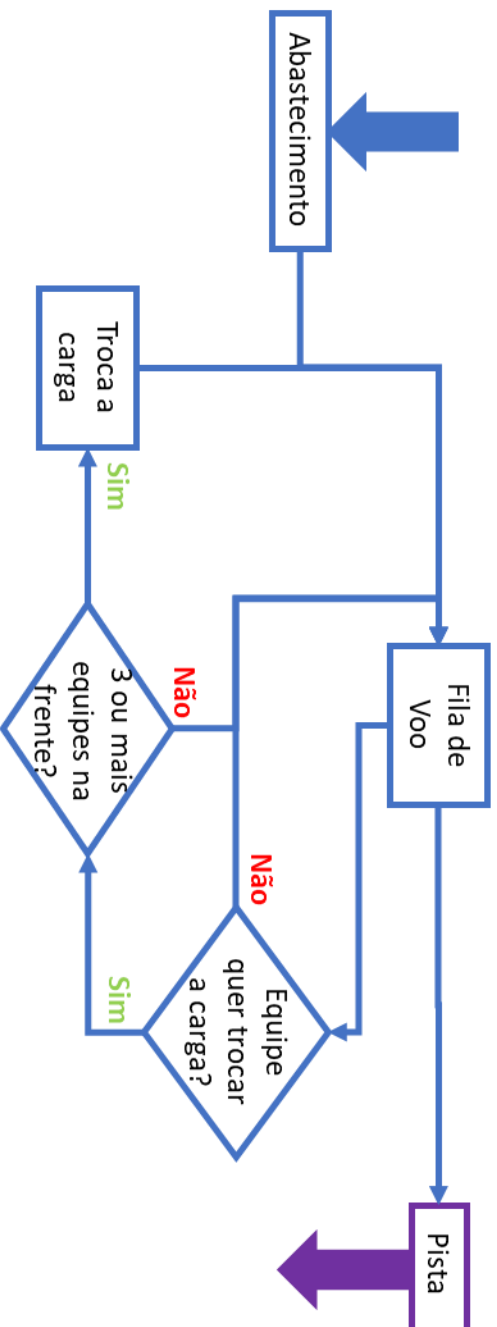 Abastecimento
Fila de
Voo
Pista
Troca a
carga
Sim
3 ou mais
equipes na
frente?
Não
Equipe
quer trocar
a carga?
Não
Sim